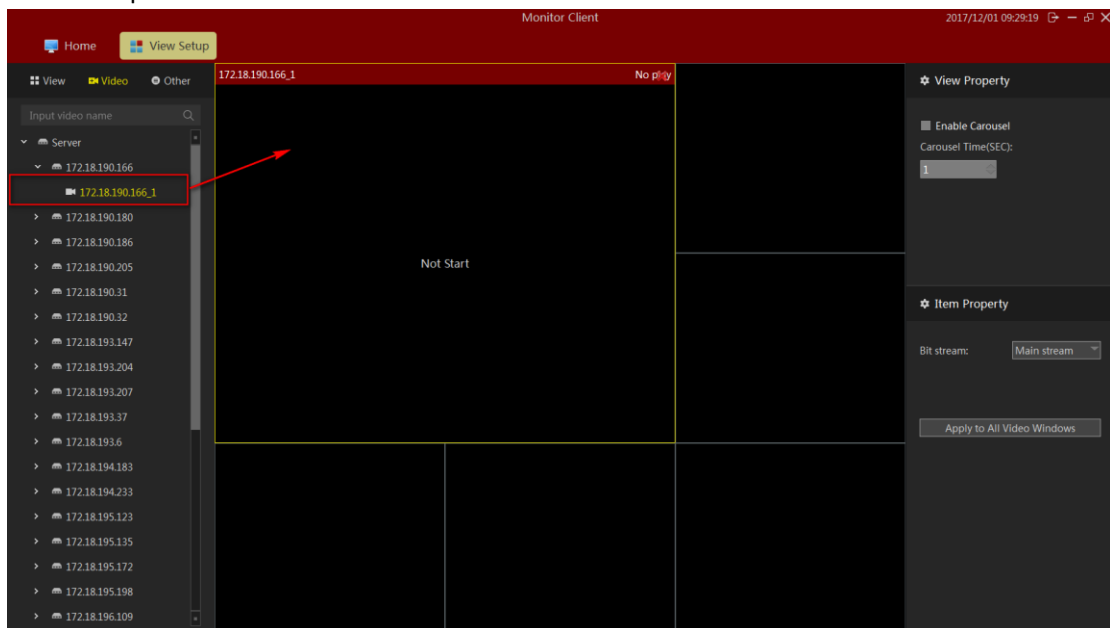 Monitor Client
2017/12/01 09:29:19
Home
View Setup
View Video Other
Input video name
Server
172.18.190.166
172.18.190.166_1
172.18.190.180
172.18.190.186
172.18.190.205
172.18.190.31
172.18.190.32
172.18.193.147
172.18.193.204
172.18.193.207
172.18.193.37
172.18.193.6
172.18.194.183
172.18.194.233
172.18.195.123
172.18.195.135
172.18.195.172
172.18.195.198
172.18.196.109
172.18.190.166_1 No play
Not Start
View Property
Enable Carousel
Carousel Time(SEC):
1
Item Property
Bit stream: Main stream
Apply to All Video Windows